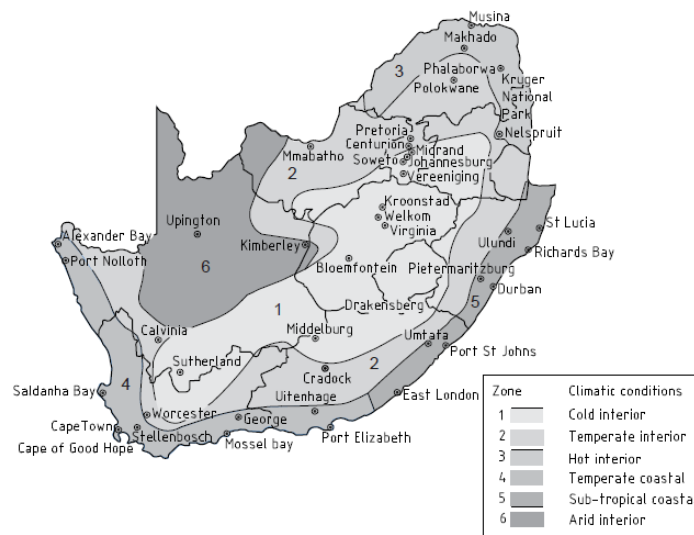 Musina
Makhado
3
Phalaborwa
Polokwane
Kruger
National
Park
Pretoria
Centurion
Nelspruit
Mmabatho
Soweto
Midrand
Johannesburg
Vereeniging
2
Kroonstad
Welkom
Virginia
Upington
Kimberley
Alexander Bay
Port Nolloth
6
Bloemfontein
Ulundi
St Lucia
Richards Bay
Pietermaritzburg
Durban
5
1
Drakensberg
Calvinia
Middelburg
Umtata
Port St Johns
Sutherland
2
Cradock
4
Saldanha Bay
Uitenhage
East London
Worcester
George
CapeTown
Stellenbosch
Cape of Good Hope
Mossel bay
Port Elizabeth
Zone Climatic conditions
1 Cold interior
2 Temperate interior
3 Hot interior
4 Temperate coastal
5 Sub-tropical coasta
6 Arid interior